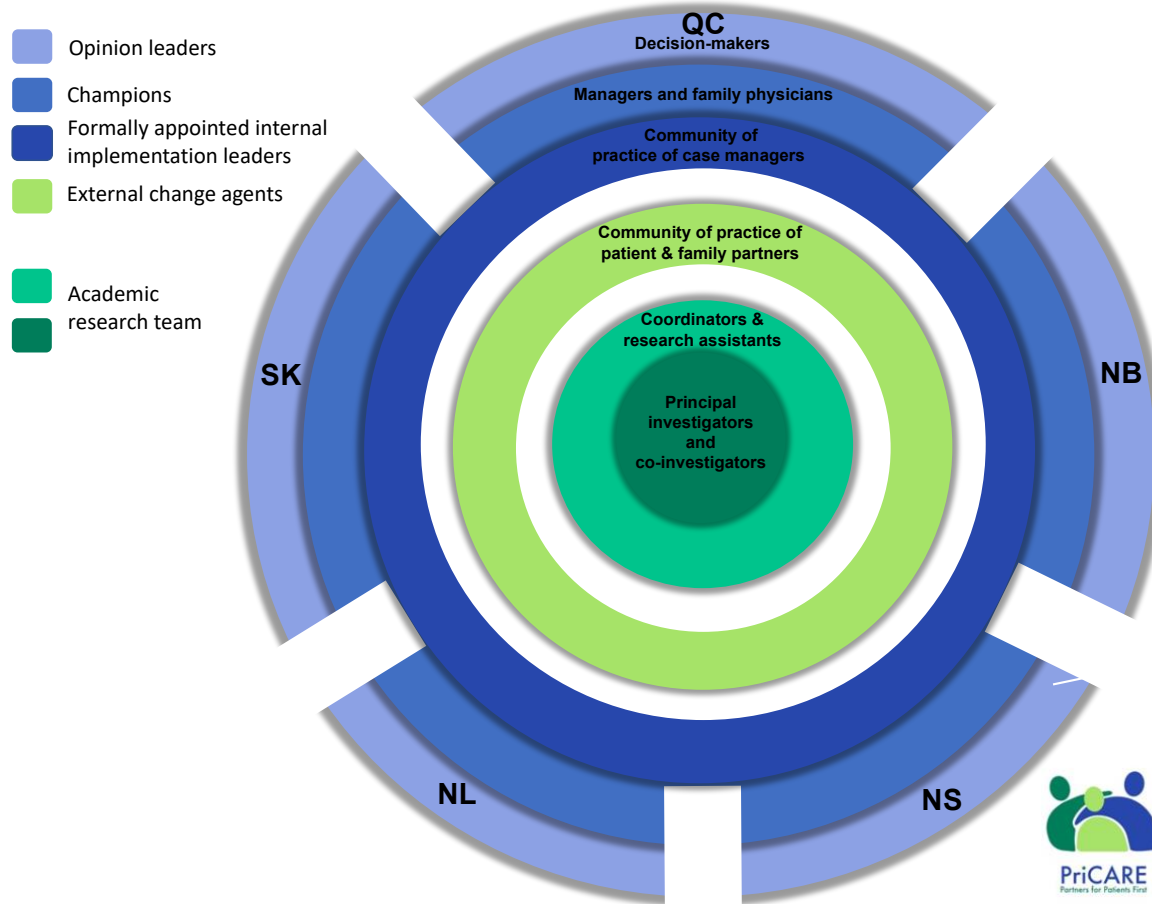 Opinion leaders
Champions
Formally appointed internal
implementation leaders
External change agents
Academic
research team
QC
Decision-makers
Managers and family physicians
Community of
practice of case managers
Community of practice of
patient & family partners
Coordinators &
research assistants
Principal
investigators
and
co-investigators
SK
NB
NL
NS
PriCARE
Partners for Patients First